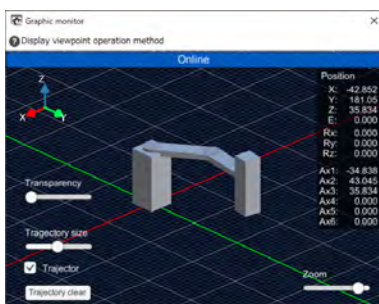 Graphic monitor
Display viewpoint operation method
Online
Z
X
Y
Position
X: -42.852
Y: 181.05
Z: 35.834
E: 0.000
Rx: 0.000
Ry: 0.000
Rz: 0.000
Ax1: -34.838
Ax2: 43.045
Ax3: 35.834
Ax4: 0.000
Ax5: 0.000
Ax6: 0.000
Transparency
Tragectory size
Trajector
Trajectory clear
Zoom